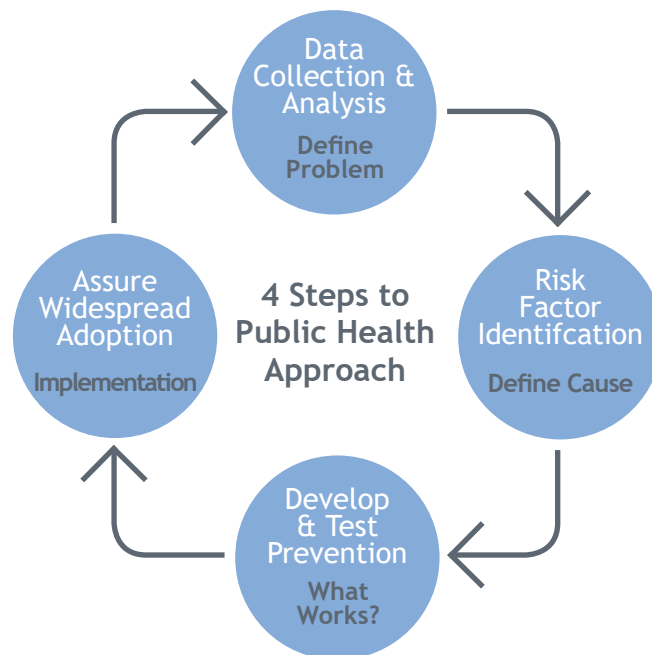 Data
Collection &
Analysis
Define
Problem
Risk
Factor
Identifcation
Define Cause
4 Steps to
Public Health
Approach
Assure
Widespread
Adoption
Implementation
Develop
& Test
Prevention
What
Works?